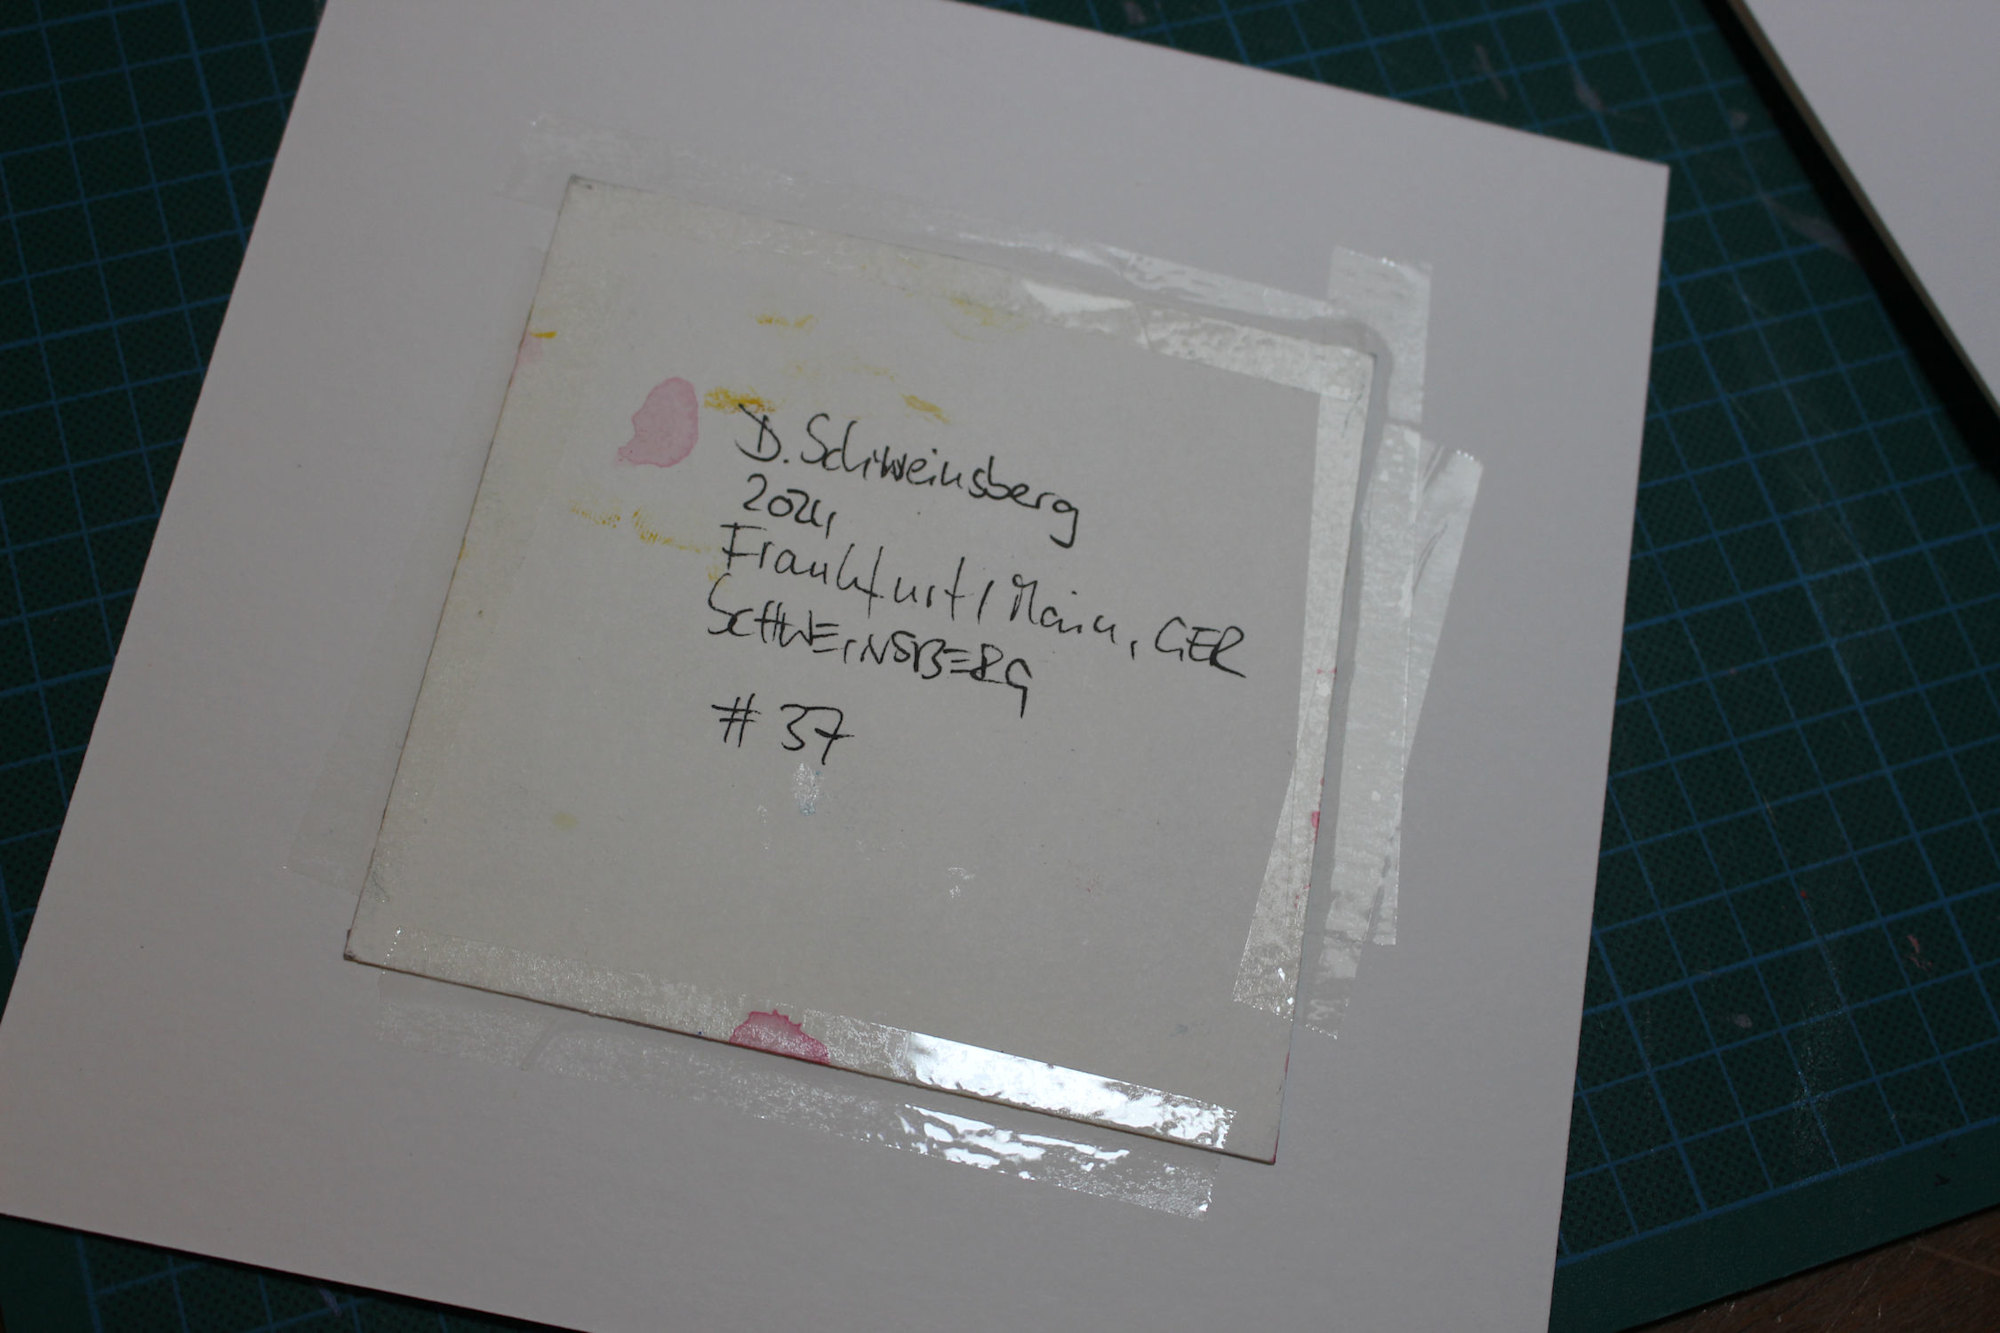 D. Schweinsberg
2024,
Frankfurt / Main, GER
SCHWEINSBERG
# 37